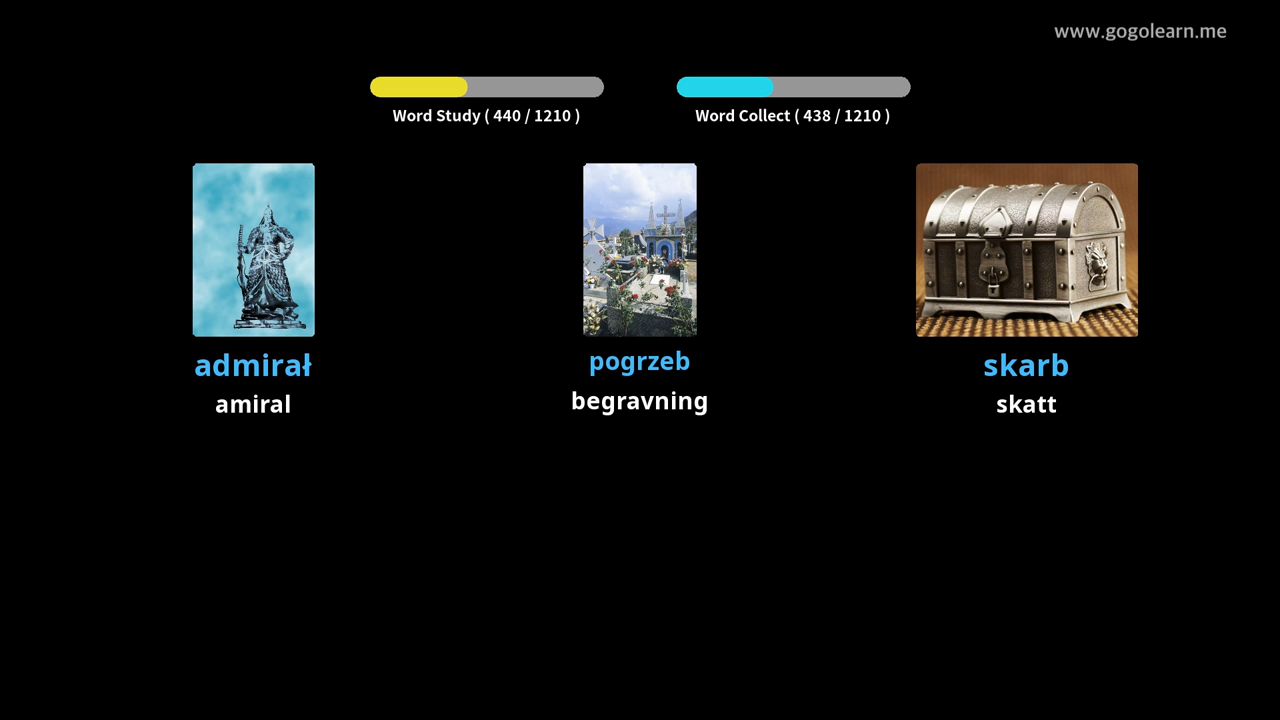 www.gogolearn.me
Word Study ( 440 / 1210 )
Word Collect ( 438 / 1210 )
admirał
pogrzeb
skarb
amiral
begravning
skatt